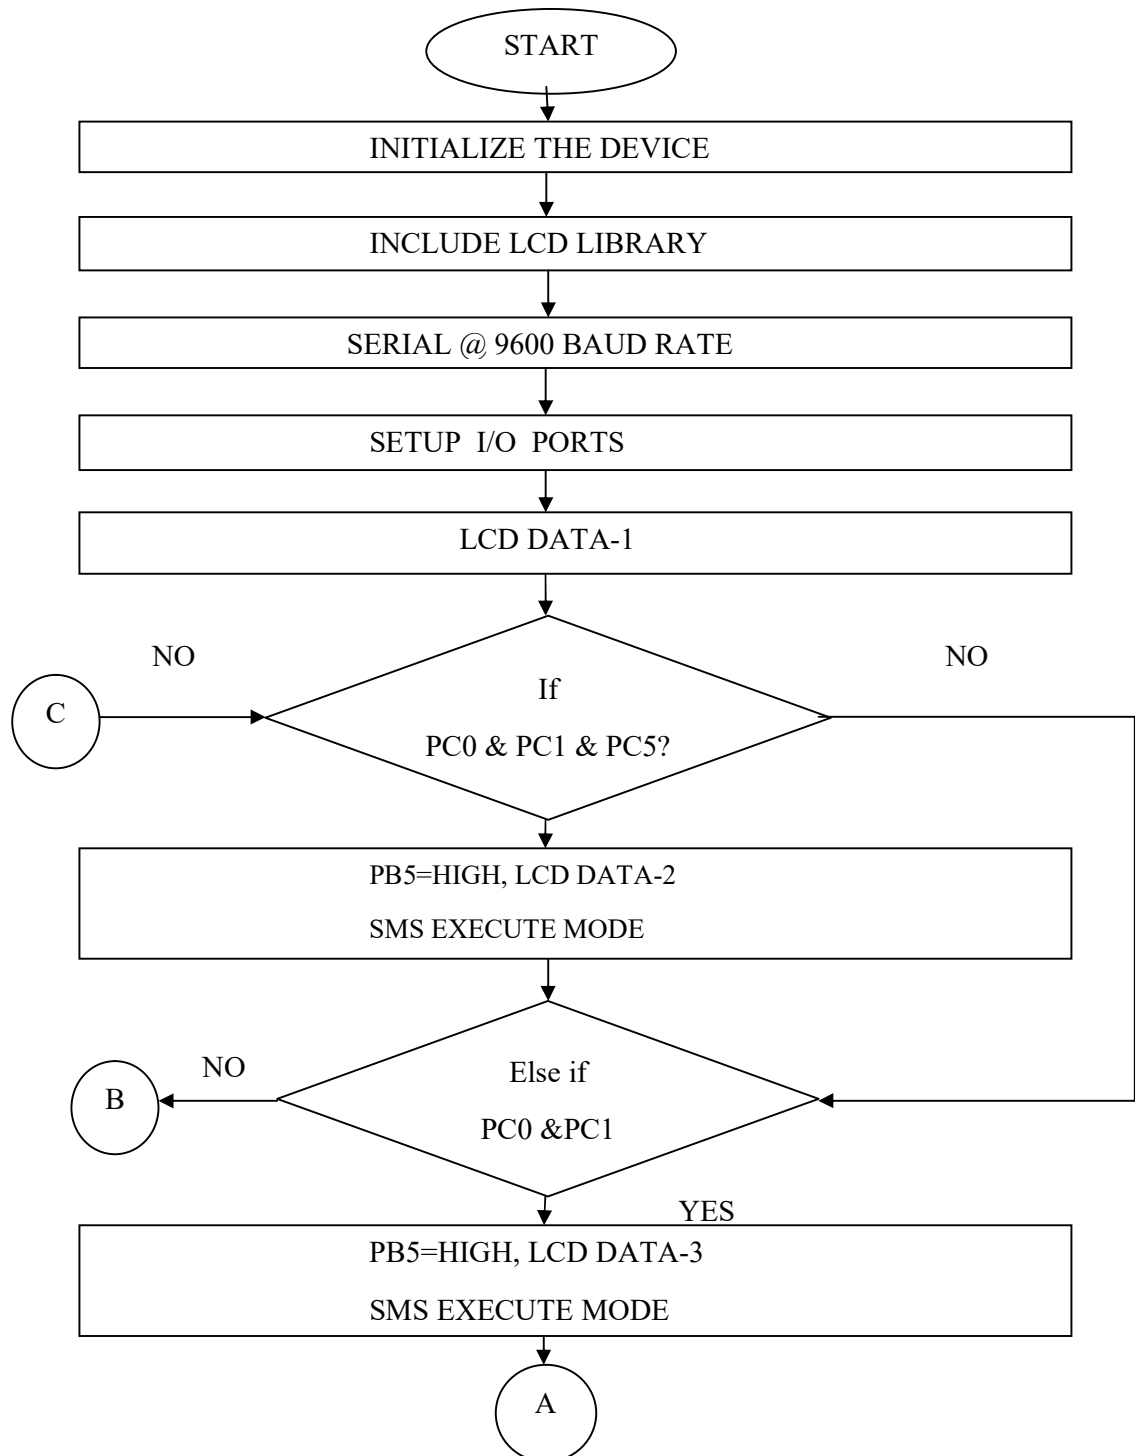 START
INITIALIZE THE DEVICE
INCLUDE LCD LIBRARY
SERIAL @ 9600 BAUD RATE
SETUP I/O PORTS
LCD DATA-1
NO
NO
C
If
PC0 & PC1 & PC5?
PB5=HIGH, LCD DATA-2
SMS EXECUTE MODE
NO
B
Else if
PC0 &PC1
YES
PB5=HIGH, LCD DATA-3
SMS EXECUTE MODE
A